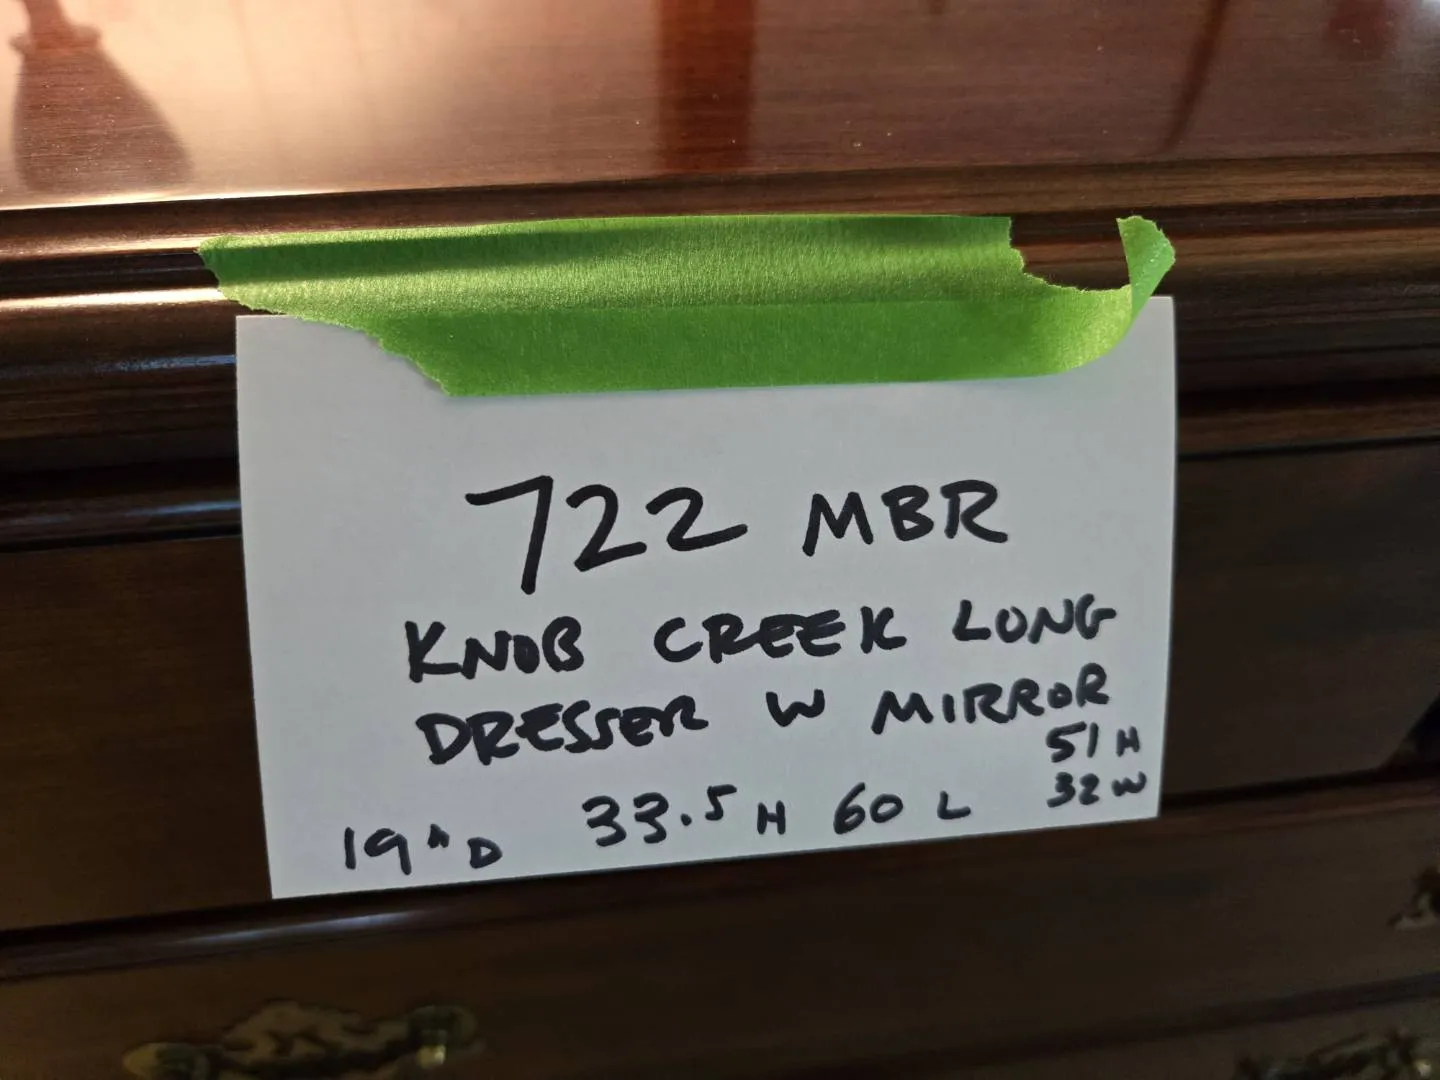 722 MBR
KNOB CREEK LONG
DRESSER W MIRROR
51 H
32 W
19" D 33.5 H 60 L